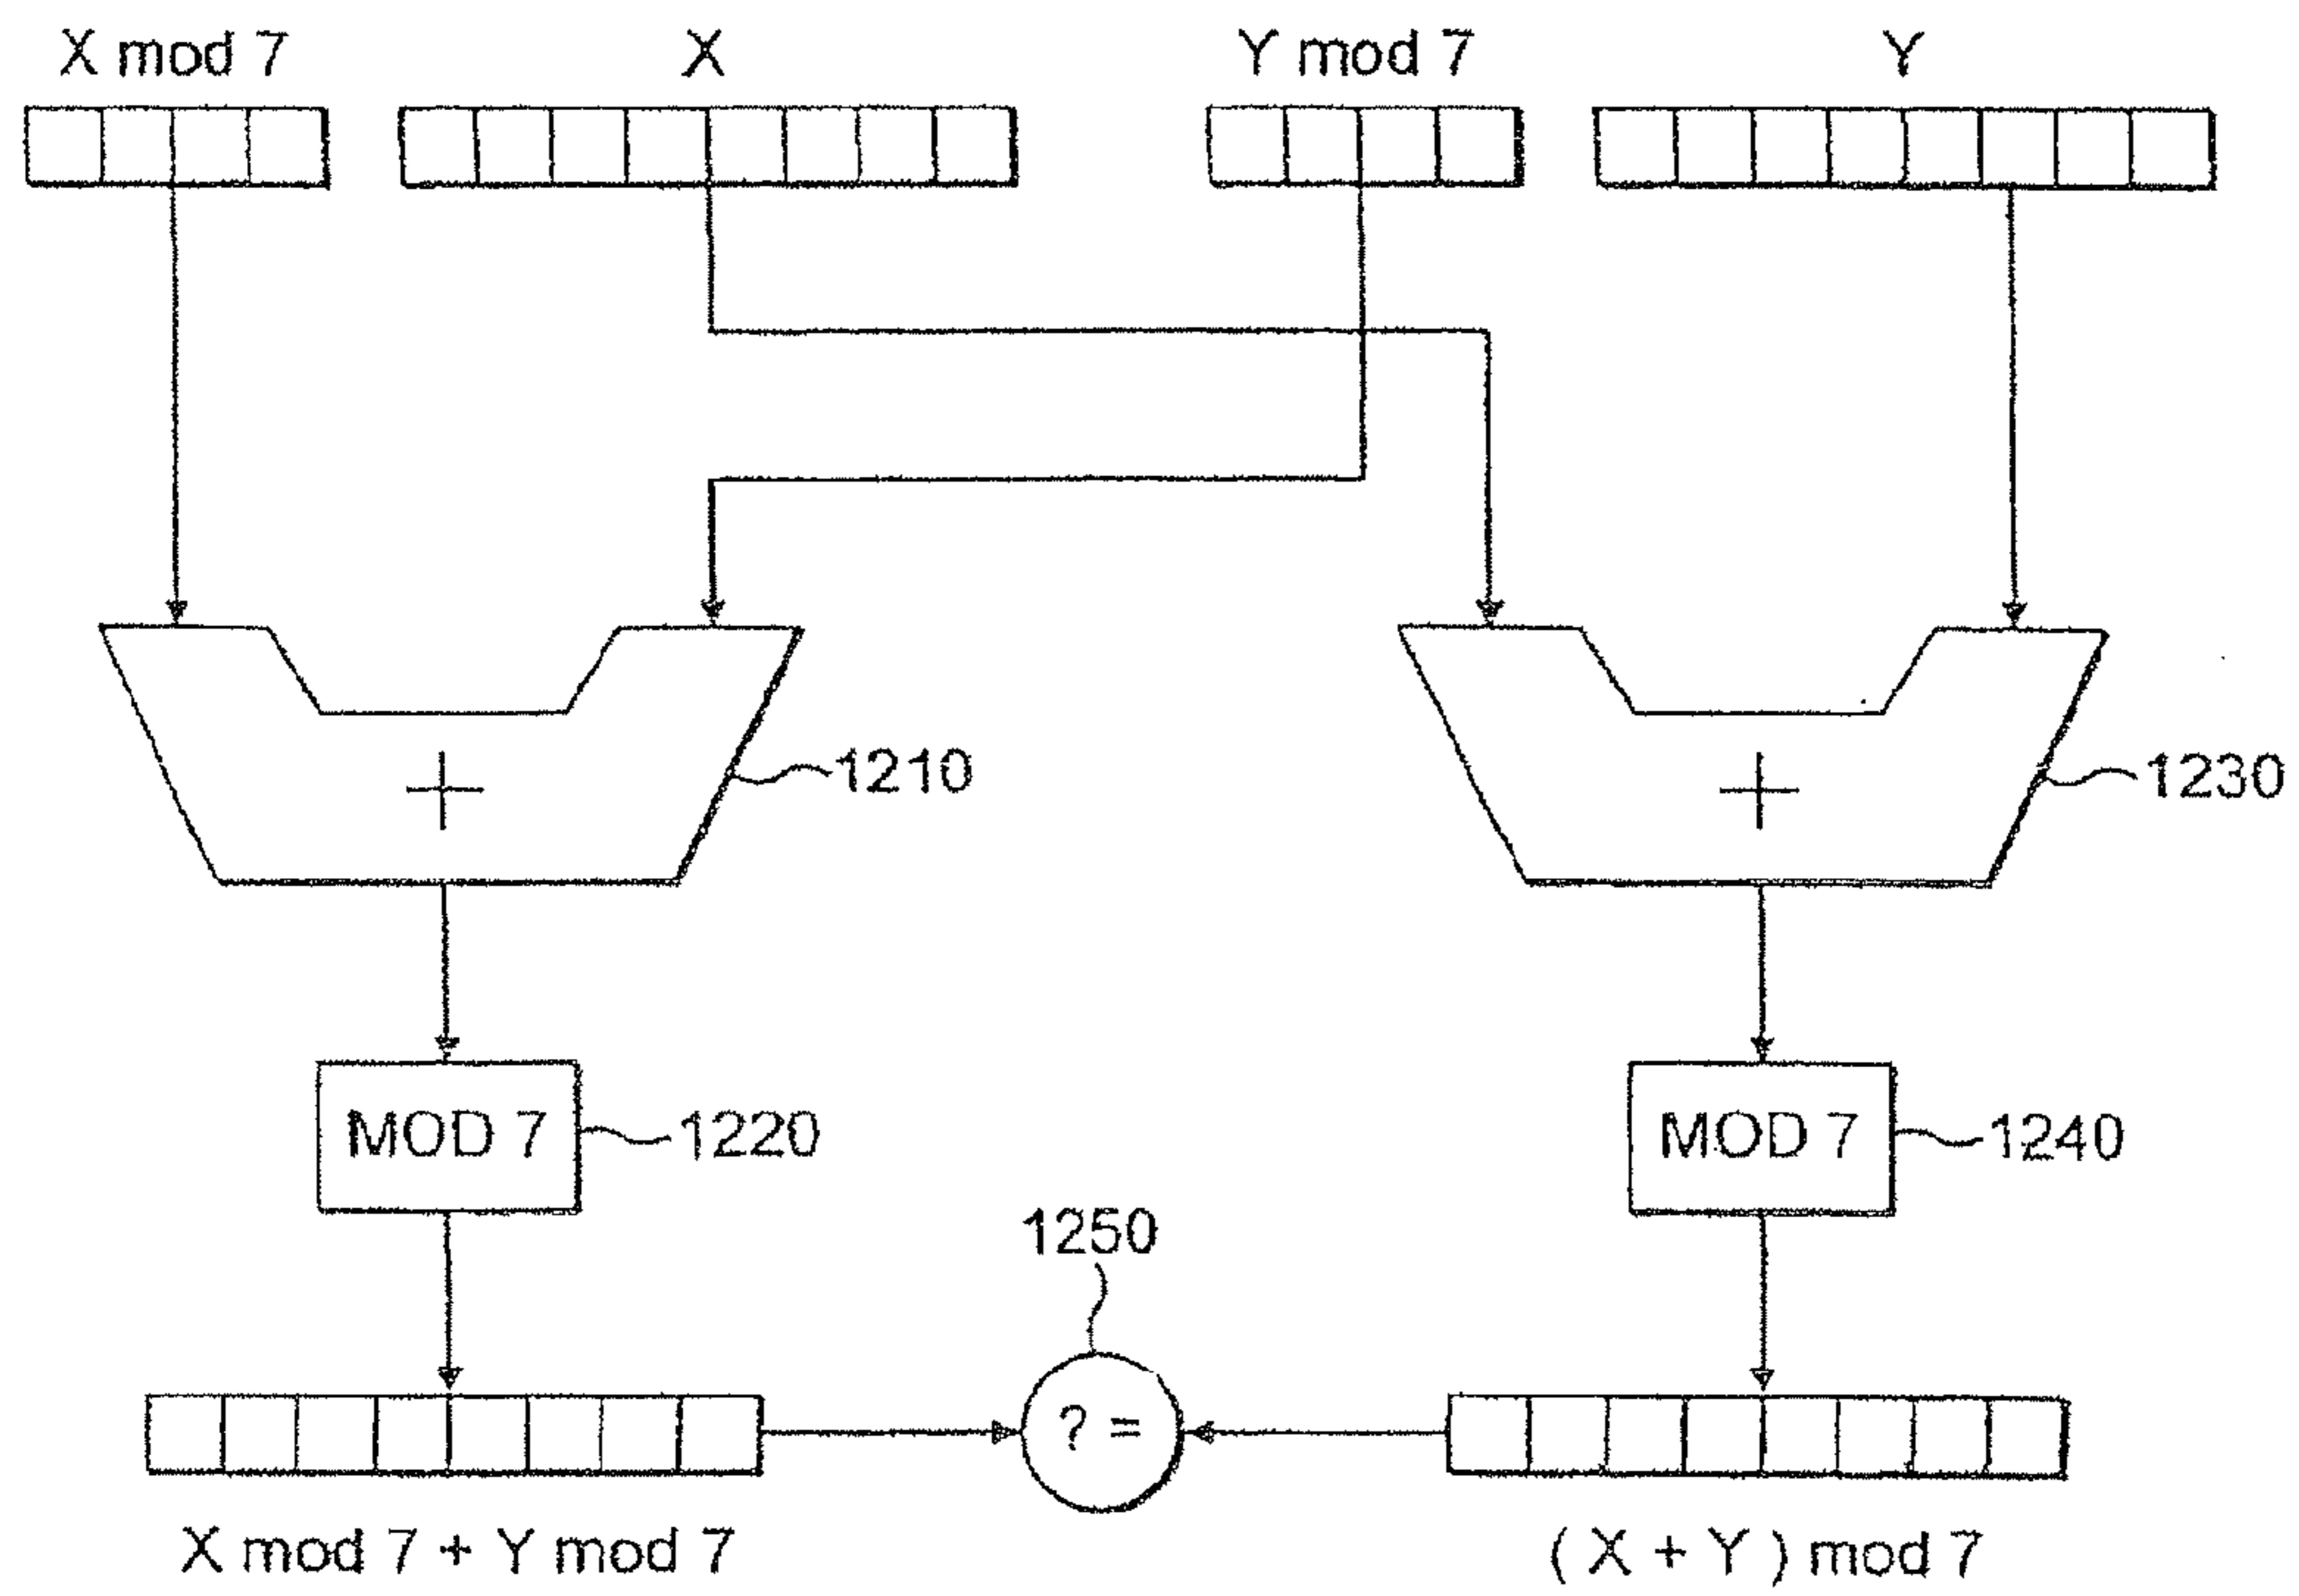 X mod 7
X
Y mod 7
Y
+
1210
+
1230
MOD 7
1220
MOD 7
1240
1250
? =
X mod 7 + Y mod 7
( X + Y ) mod 7